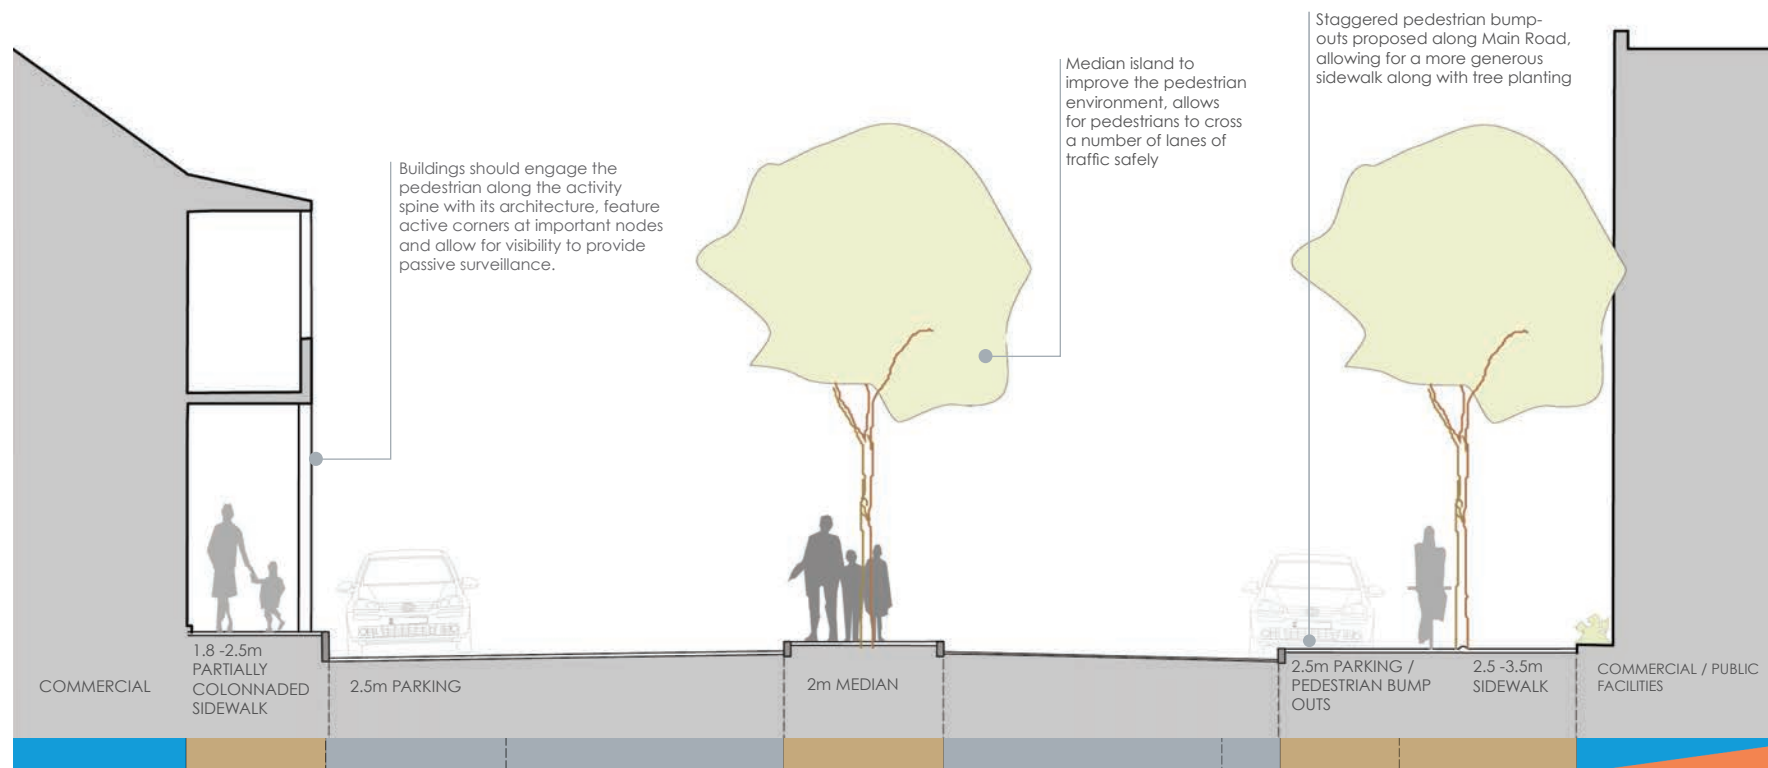 Staggered pedestrian bump-
outs proposed along Main Road,
allowing for a more generous
sidewalk along with tree planting
Median island to
improve the pedestrian
environment, allows
for pedestrians to cross
a number of lanes of
traffic safely
Buildings should engage the
pedestrian along the activity
spine with its architecture, feature
active corners at important nodes
and allow for visibility to provide
passive surveillance.
COMMERCIAL
1.8 -2.5m
PARTIALLY
COLONNADED
SIDEWALK
2.5m PARKING
2m MEDIAN
2.5m PARKING /
PEDESTRIAN BUMP
OUTS
2.5 -3.5m
SIDEWALK
COMMERCIAL / PUBLIC
FACILITIES